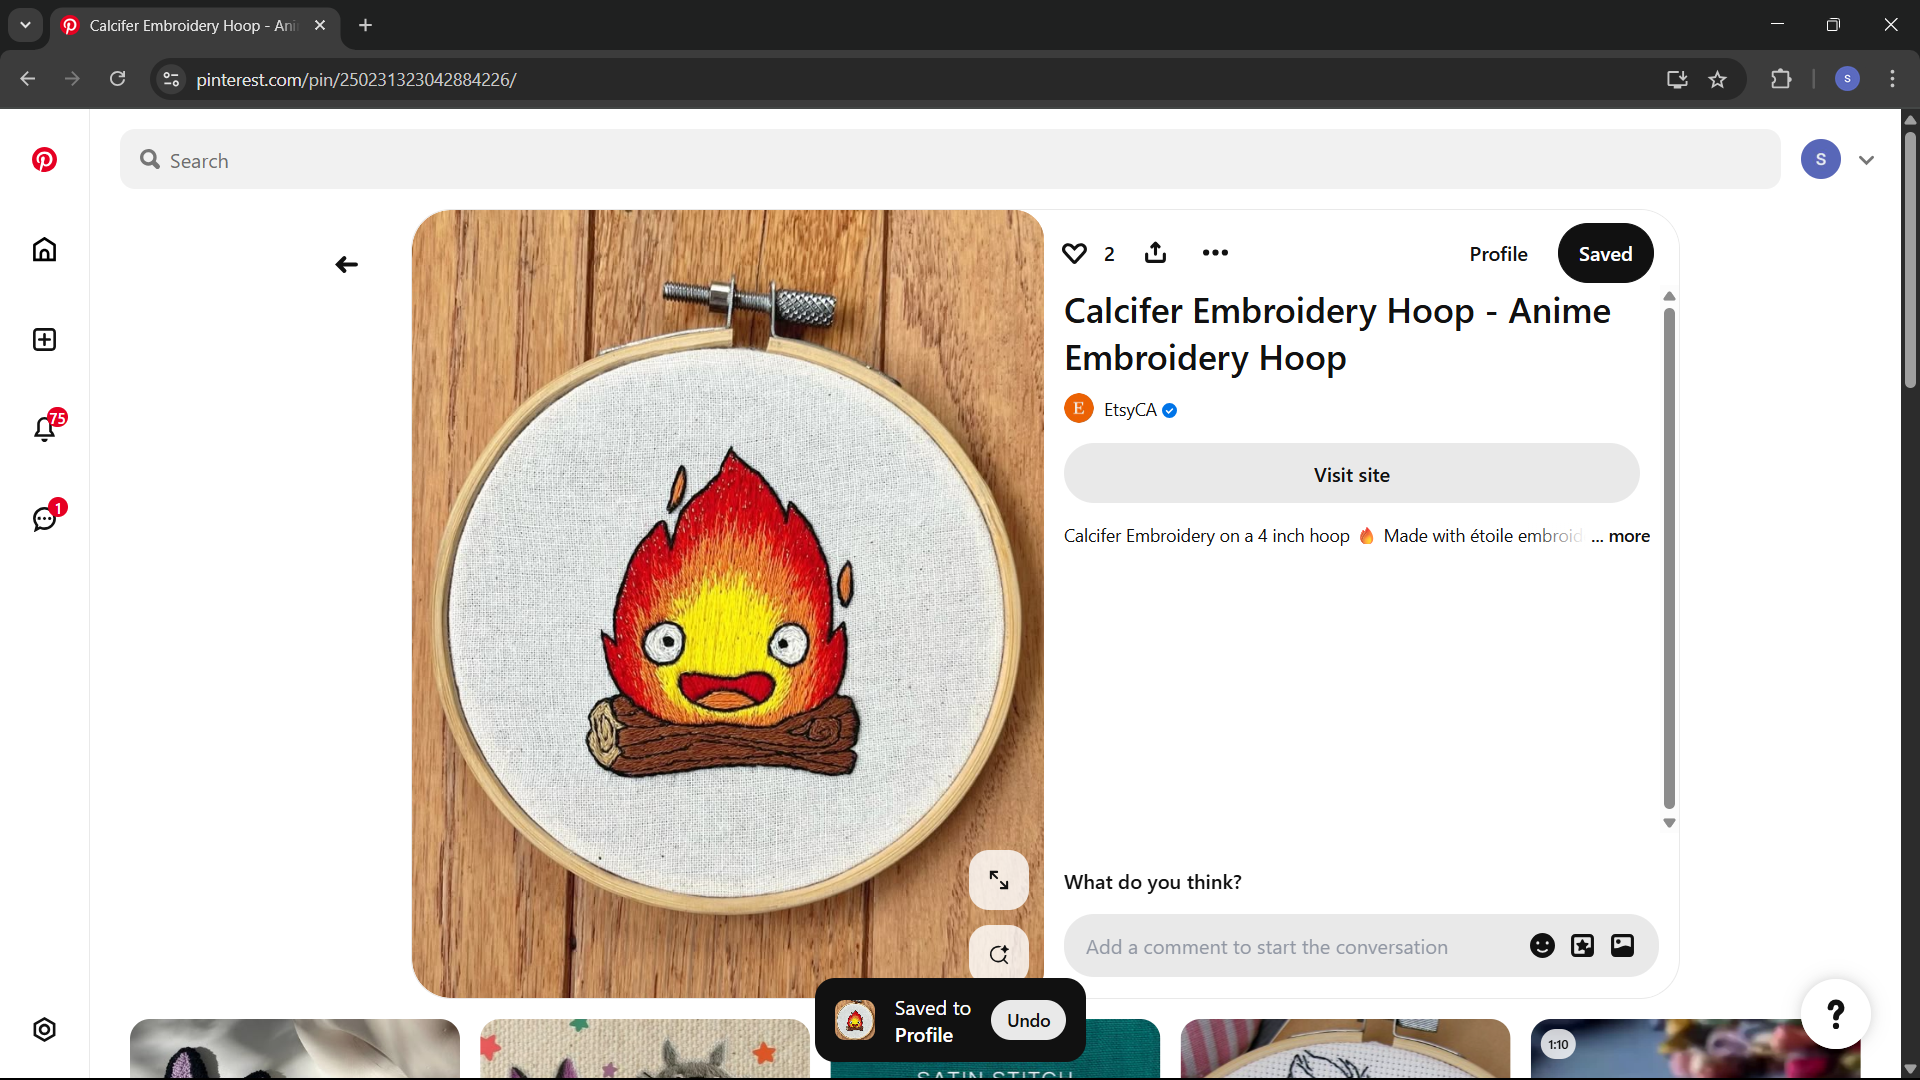 Calcifer Embroidery Hoop - Ani
pinterest.com/pin/250231323042884226/
S
Search
S
75
1
2
Profile
Saved
Calcifer Embroidery Hoop - Anime
Embroidery Hoop
E
EtsyCA
Visit site
Calcifer Embroidery on a 4 inch hoop 🔥 Made with étoile embroid ... more
What do you think?
Add a comment to start the conversation
Saved to
Profile
Undo
?
1:10
SATIN STITCH